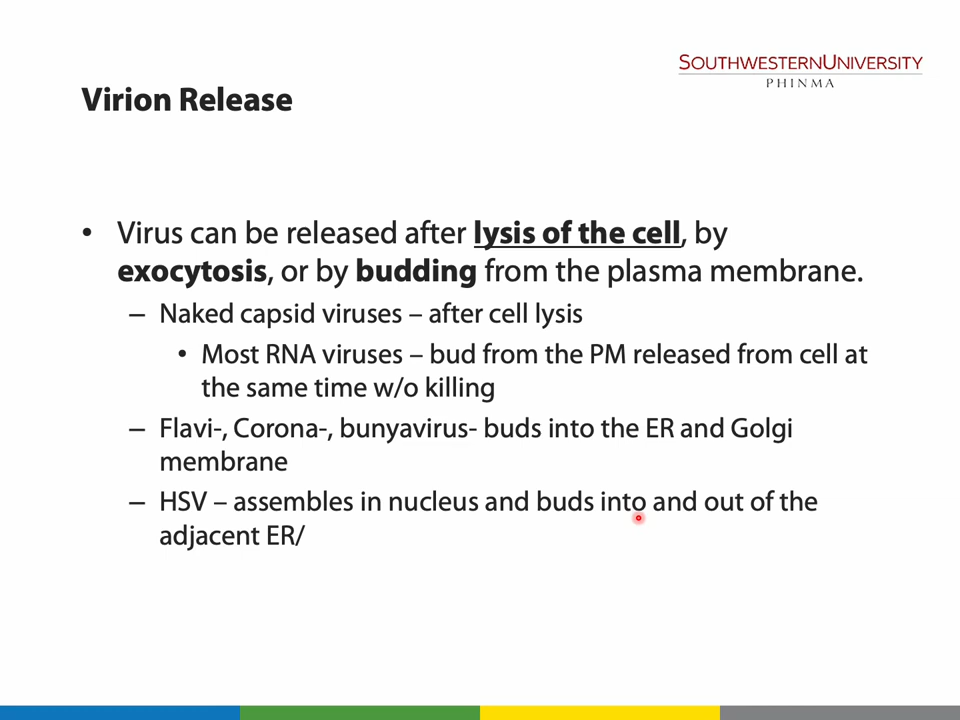 SOUTHWESTERNUNIVERSITY
PHINMA
Virion Release
• Virus can be released after lysis of the cell, by
exocytosis, or by budding from the plasma membrane.
– Naked capsid viruses – after cell lysis
• Most RNA viruses – bud from the PM released from cell at
the same time w/o killing
– Flavi-, Corona-, bunyavirus- buds into the ER and Golgi
membrane
– HSV – assembles in nucleus and buds into and out of the
adjacent ER/